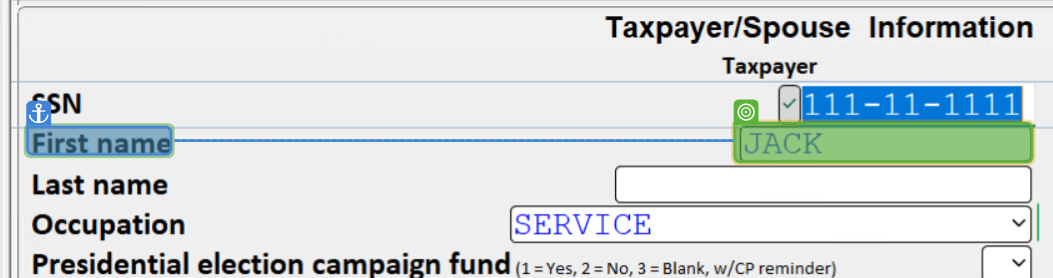 Taxpayer/Spouse Information
Taxpayer
SSN 111-11-1111
First name JACK
Last name
Occupation SERVICE
Presidential election campaign fund (1 = Yes, 2 = No, 3 = Blank, w/CP reminder)